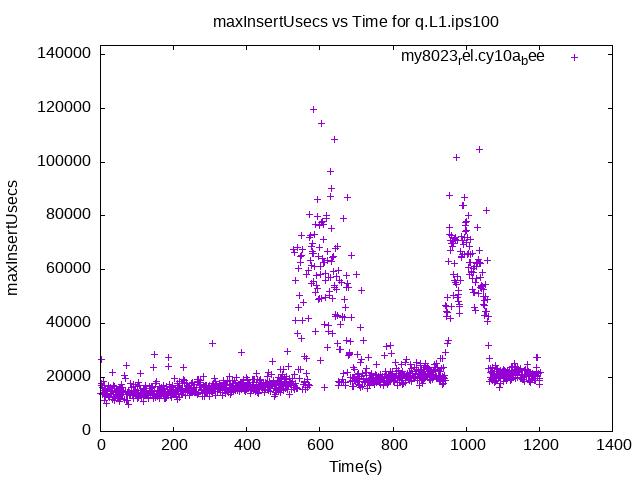 maxInsertUsecs vs Time for q.L1.ips100
my8023rel.cy10abee
140000
120000
100000
80000
60000
40000
20000
0
maxInsertUsecs
0 200 400 600 800 1000 1200 1400
Time(s)